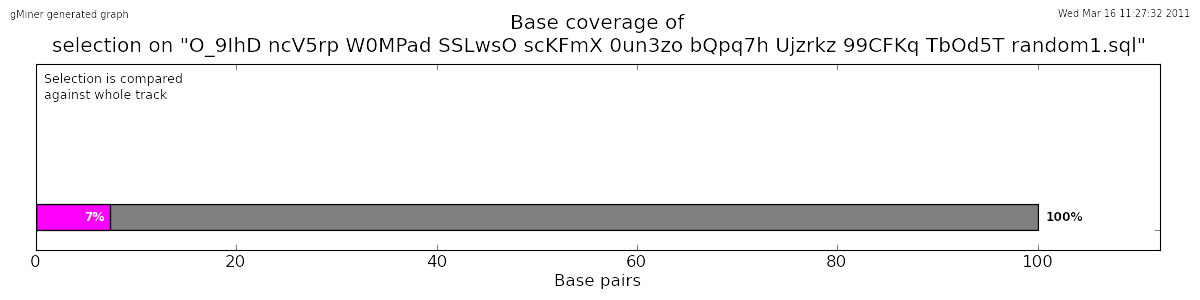 gMiner generated graph
Wed Mar 16 11:27:32 2011
Base coverage of
selection on "O_9IhD ncV5rp W0MPad SSLwsO scKFmX 0un3zo bQpq7h Ujzrkz 99CFKq TbOd5T random1.sql"
Selection is compared
against whole track
7%
100%
0 20 40 60 80 100
Base pairs